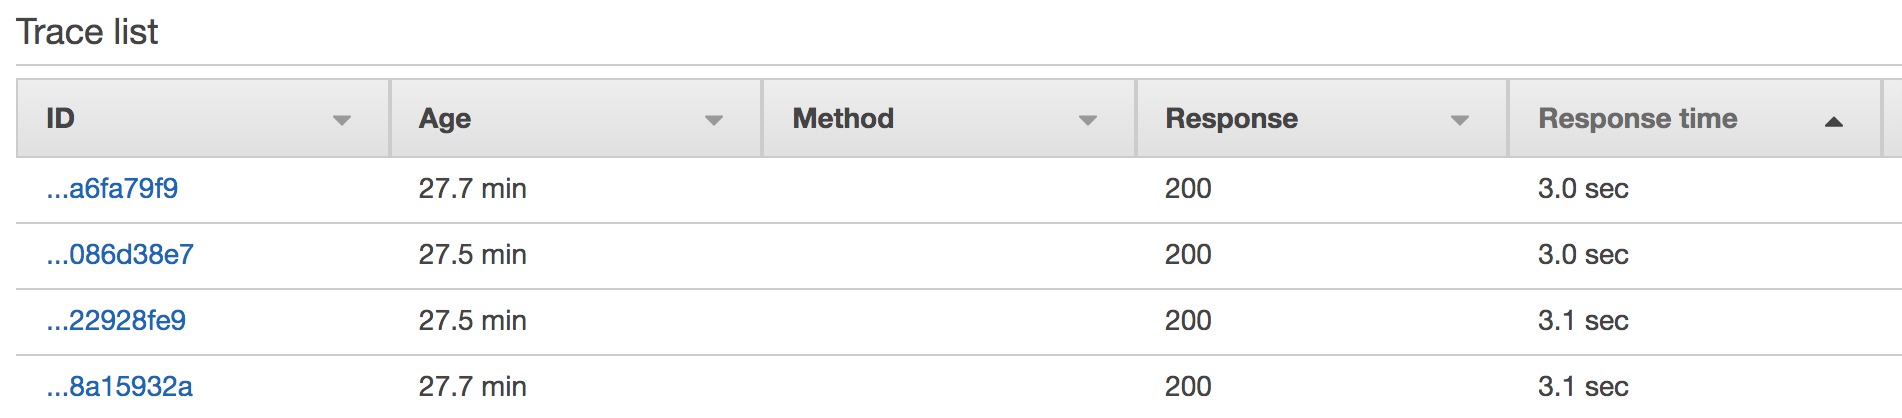 Trace list
ID Age Method Response Response time
...a6fa79f9 27.7 min 200 3.0 sec
...086d38e7 27.5 min 200 3.0 sec
...22928fe9 27.5 min 200 3.1 sec
...8a15932a 27.7 min 200 3.1 sec